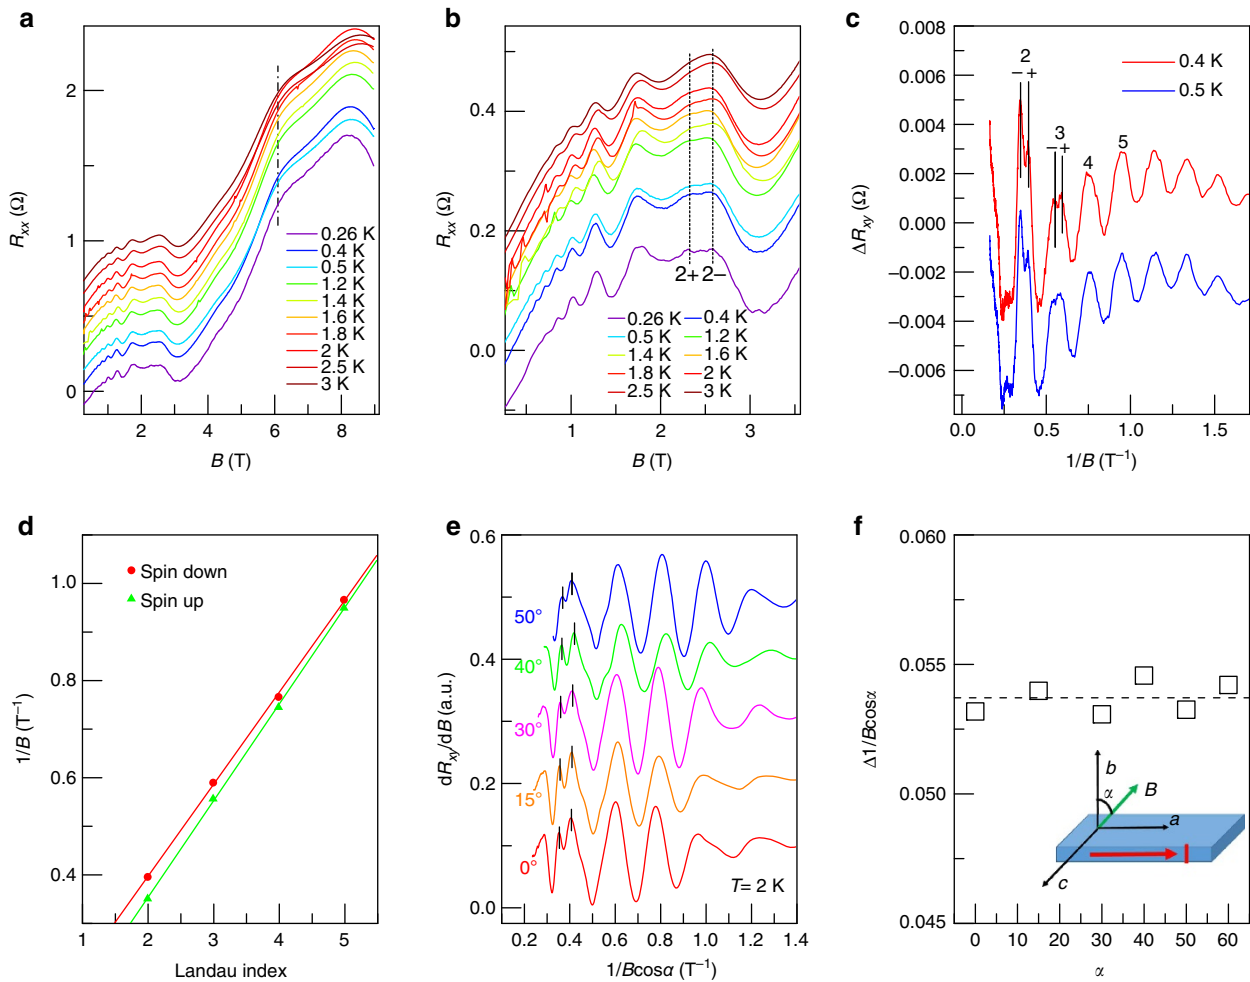 a
R_xx (Ω)
2
1
0
2
4
6
8
B (T)
0.26 K
0.4 K
0.5 K
1.2 K
1.4 K
1.6 K
1.8 K
2 K
2.5 K
3 K
b
R_xx (Ω)
0.4
0.2
0.0
1
2
3
B (T)
2+ 2−
0.26 K 0.4 K
0.5 K 1.2 K
1.4 K 1.6 K
1.8 K 2 K
2.5 K 3 K
c
ΔR_xy (Ω)
0.008
0.006
0.004
0.002
0.000
−0.002
−0.004
−0.006
0.0 0.5 1.0 1.5
1/B (T⁻¹)
0.4 K
0.5 K
2
− +
3
− +
4
5
d
1/B (T⁻¹)
1.0
0.8
0.6
0.4
1 2 3 4 5
Landau index
Spin down
Spin up
e
dR_xy/dB (a.u.)
0.6
0.4
0.2
0.0
0.2 0.4 0.6 0.8 1.0 1.2 1.4
1/Bcosα (T⁻¹)
50°
40°
30°
15°
0°
T= 2 K
f
Δ1/Bcosα
0.060
0.055
0.050
0.045
0 10 20 30 40 50 60
α
b
α
B
a
c